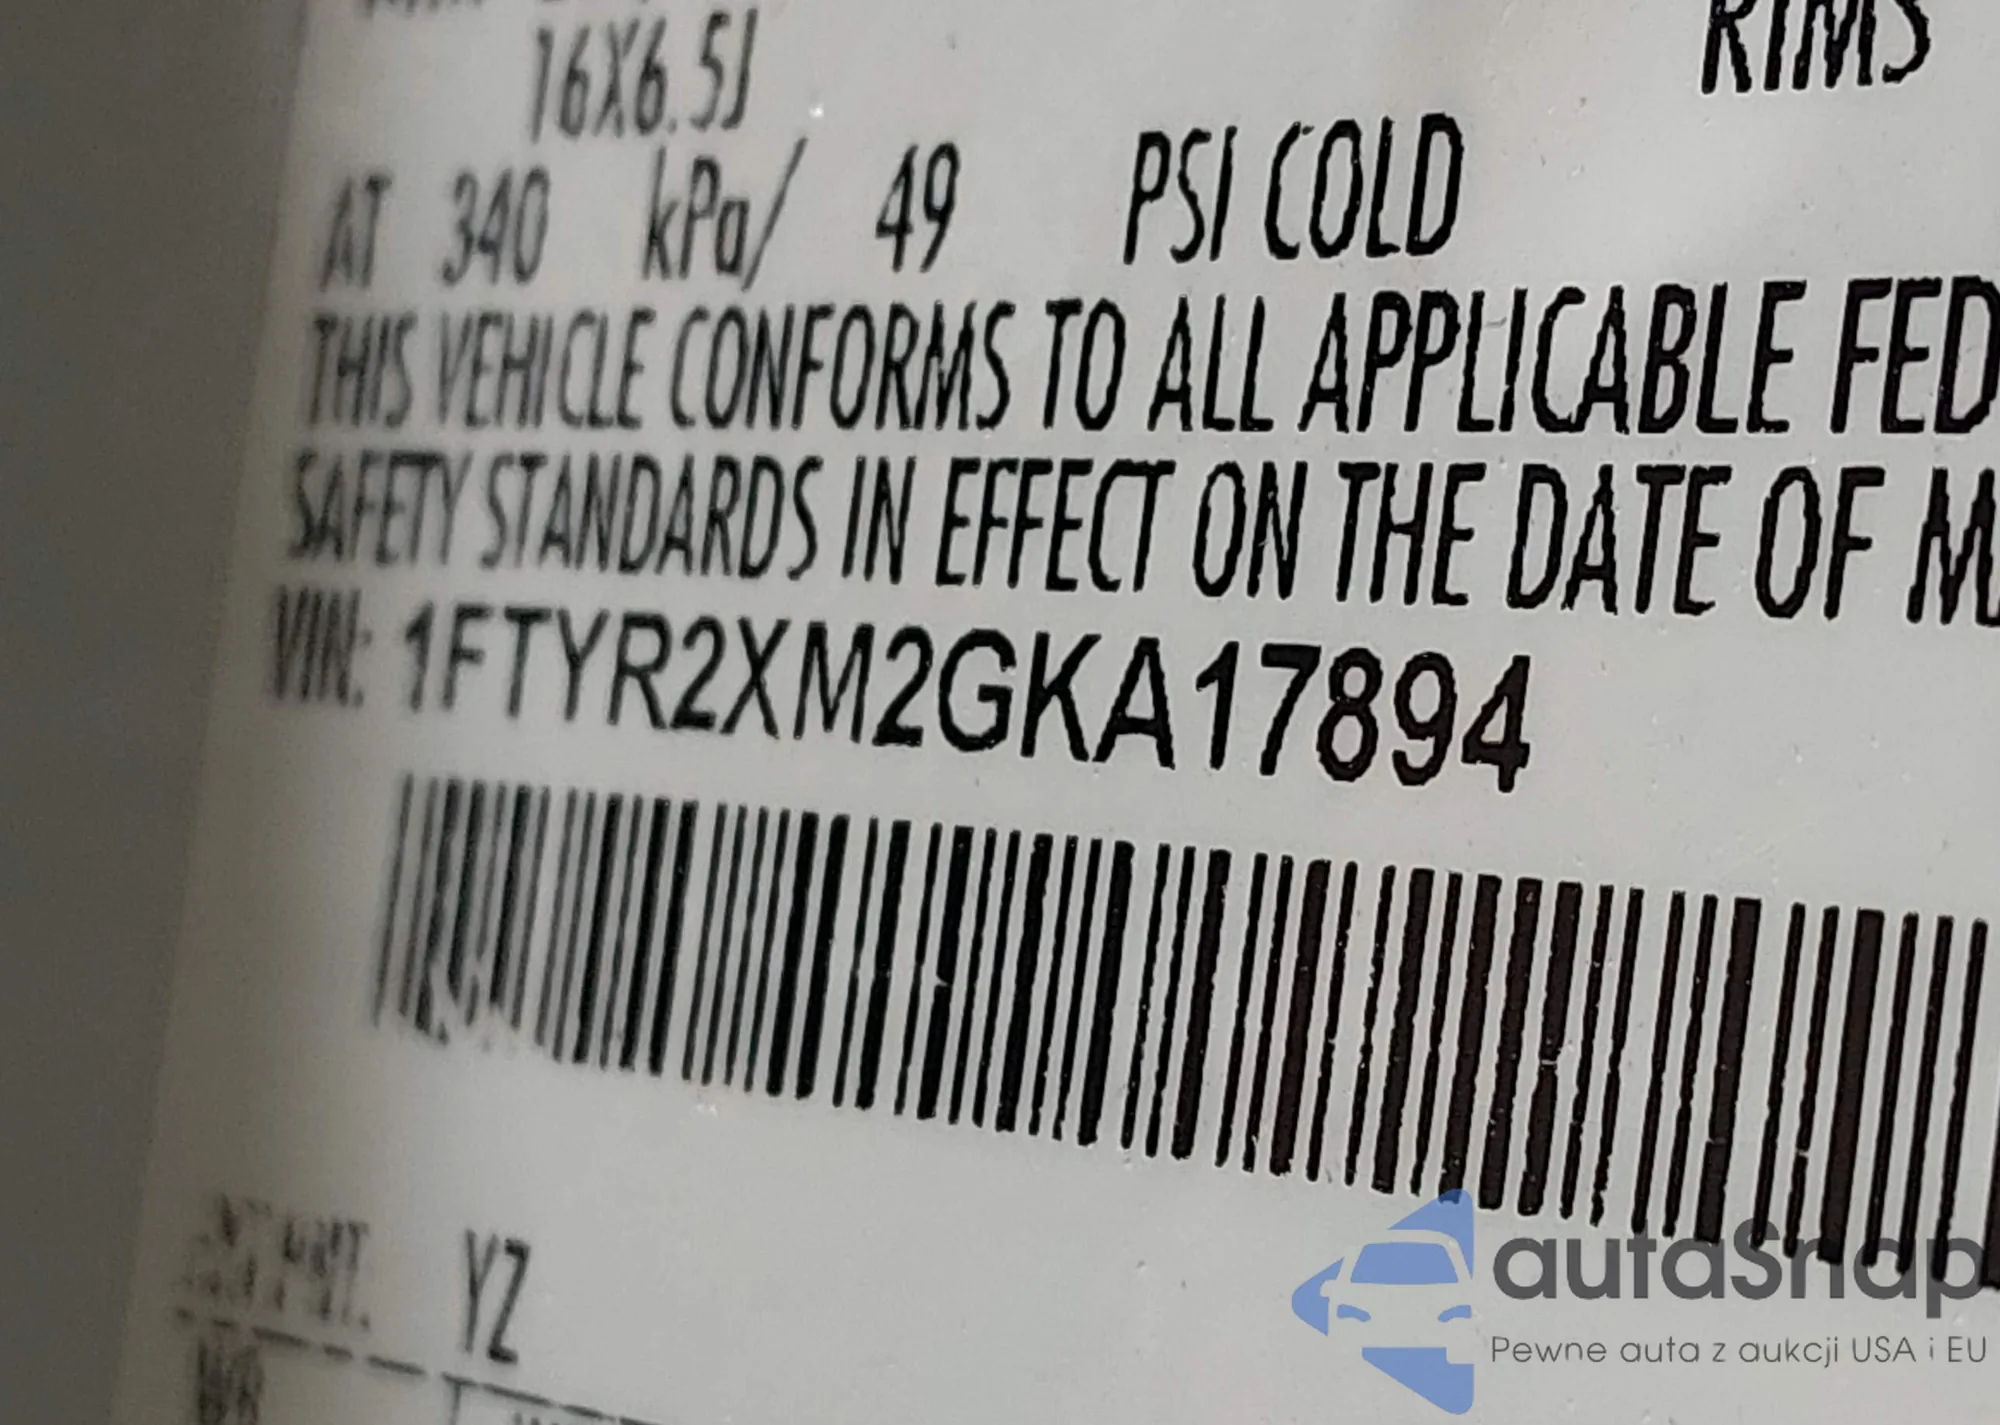 16X6.5J
RIMS
AT 340 kPa/ 49 PSI COLD
THIS VEHICLE CONFORMS TO ALL APPLICABLE FED
SAFETY STANDARDS IN EFFECT ON THE DATE OF M
VIN: 1FTYR2XM2GKA17894
YZ
autoSnap
Pewne auta z aukcji USA i EU